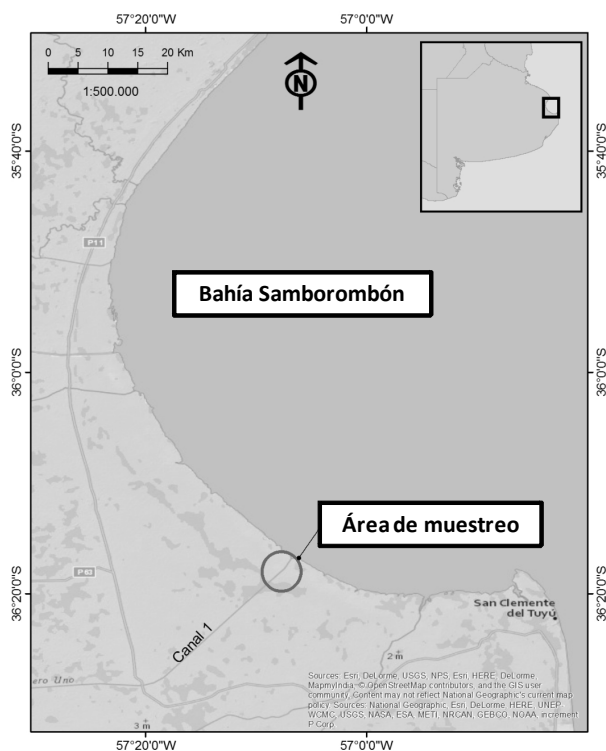 57°20'0"W 57°0'0"W
0 5 10 15 20 Km
1:500.000
N
35°40'0"S 35°40'0"S
P11
Bahía Samborombón
36°0'0"S 36°0'0"S
Área de muestreo
P63
36°20'0"S 36°20'0"S
San Clemente
del Tuyú
Canal 1
2 m
ero Uno
3 m
Sources: Esri, DeLorme, USGS, NPS, Esri, HERE, DeLorme,
MapmyIndia, © OpenStreetMap contributors, and the GIS user
community, Content may not reflect National Geographic's current map
policy. Sources: National Geographic, Esri, DeLorme, HERE, UNEP-
WCMC, USGS, NASA, ESA, METI, NRCAN, GEBCO, NOAA, increment
P Corp.
57°20'0"W 57°0'0"W